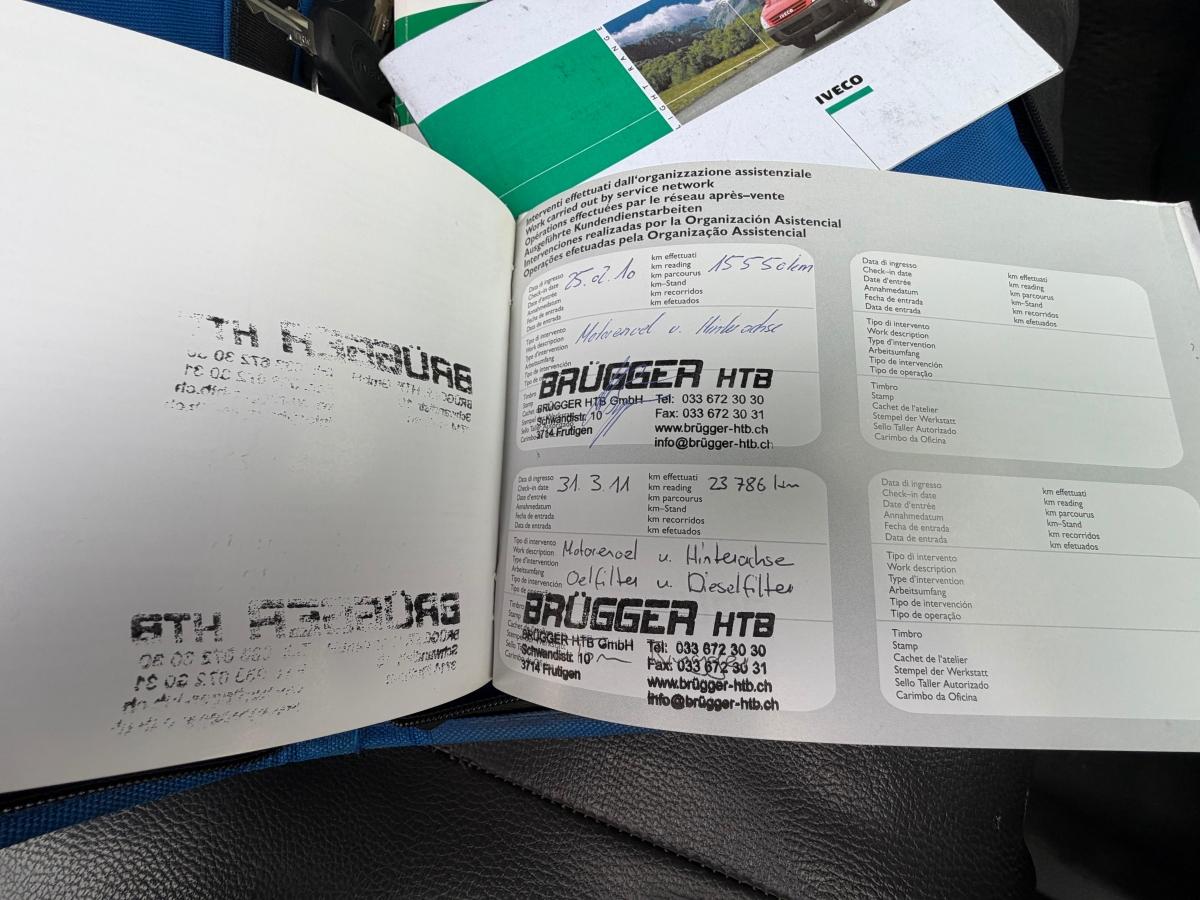 LIGHT RANGE
IVECO
IVECO
Interventi effettuati dall'organizzazione assistenziale
Work carried out by service network
Opérations effectuées par le réseau après-vente
Ausgeführte Kundendienstarbeiten
Intervenciones realizadas por la Organización Asistencial
Operações efetuadas pela Organização Assistencial
Data di ingresso
Check-in date
Date d'entrée
Annahmedatum
Fecha de entrada
Data de entrada
25.02.10
km effettuati
km reading
km parcourus
km-Stand
km recorridos
km efetuados
15550km
Tipo di intervento
Work description
Type d'intervention
Arbeitsumfang
Tipo de intervención
Motorenoel u. Hinterachse
BRÜGGER HTB
BRÜGGER HTB GmbH
Schwandistr. 10
3714 Frutigen
Tel: 033 672 30 30
Fax: 033 672 30 31
www.brügger-htb.ch
info@brügger-htb.ch
Data di ingresso
Check-in date
Date d'entrée
Annahmedatum
Fecha de entrada
Data de entrada
31. 3. 11
km effettuati
km reading
km parcourus
km-Stand
km recorridos
km efetuados
23 786 km
Tipo di intervento
Work description
Type d'intervention
Arbeitsumfang
Tipo de intervención
Motorenoel u. Hinterachse
Oelfilter u. Dieselfilter
BRÜGGER HTB
BRÜGGER HTB GmbH
Schwandistr. 10
3714 Frutigen
Tel: 033 672 30 30
Fax: 033 672 30 31
www.brügger-htb.ch
info@brügger-htb.ch
Data di ingresso
Check-in date
Date d'entrée
Annahmedatum
Fecha de entrada
Data de entrada
km effettuati
km reading
km parcourus
km-Stand
km recorridos
km efetuados
Tipo di intervento
Work description
Type d'intervention
Arbeitsumfang
Tipo de intervención
Tipo de operação
Timbro
Stamp
Cachet de l'atelier
Stempel der Werkstatt
Sello Taller Autorizado
Carimbo da Oficina
Data di ingresso
Check-in date
Date d'entrée
Annahmedatum
Fecha de entrada
Data de entrada
km effettuati
km reading
km parcourus
km-Stand
km recorridos
km efetuados
Tipo di intervento
Work description
Type d'intervention
Arbeitsumfang
Tipo de intervención
Tipo de operação
Timbro
Stamp
Cachet de l'atelier
Stempel der Werkstatt
Sello Taller Autorizado
Carimbo da Oficina